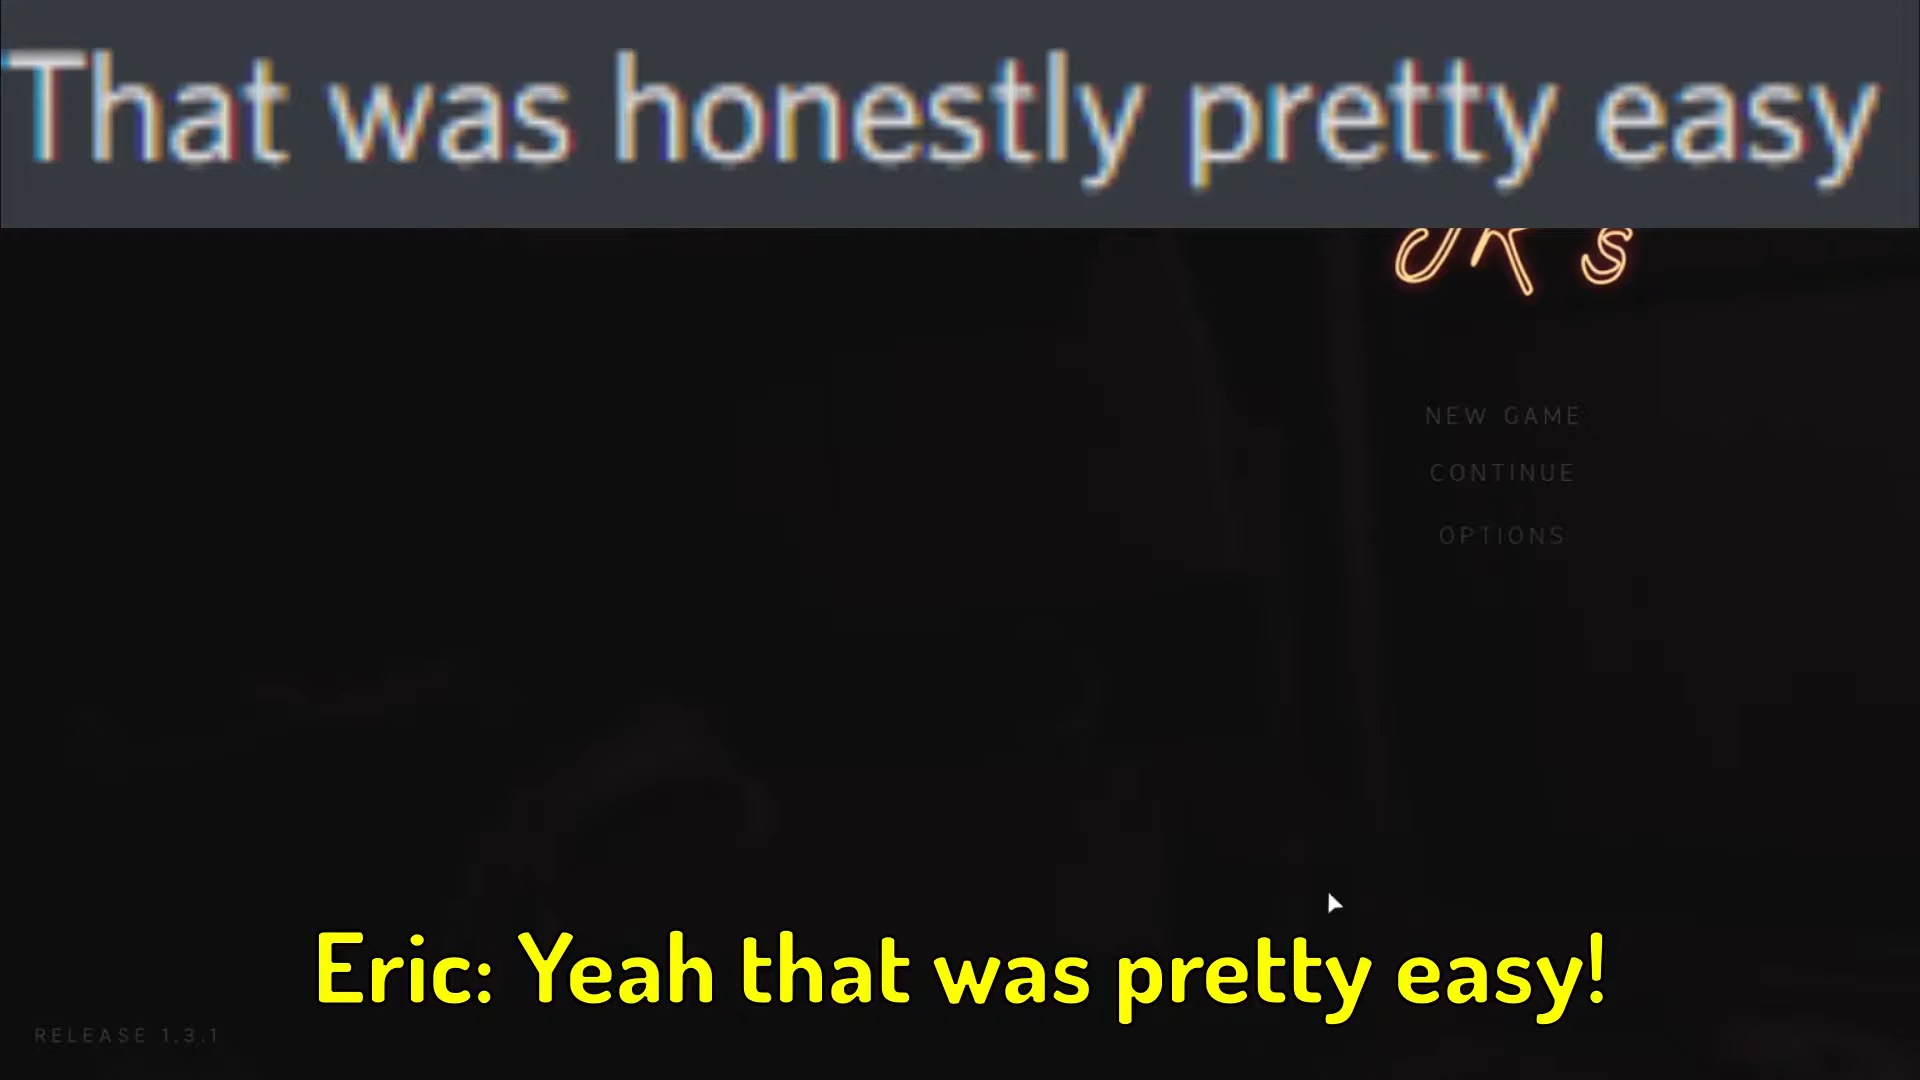 That was honestly pretty easy
JR's
NEW GAME
CONTINUE
OPTIONS
Eric: Yeah that was pretty easy!
RELEASE 1.3.1